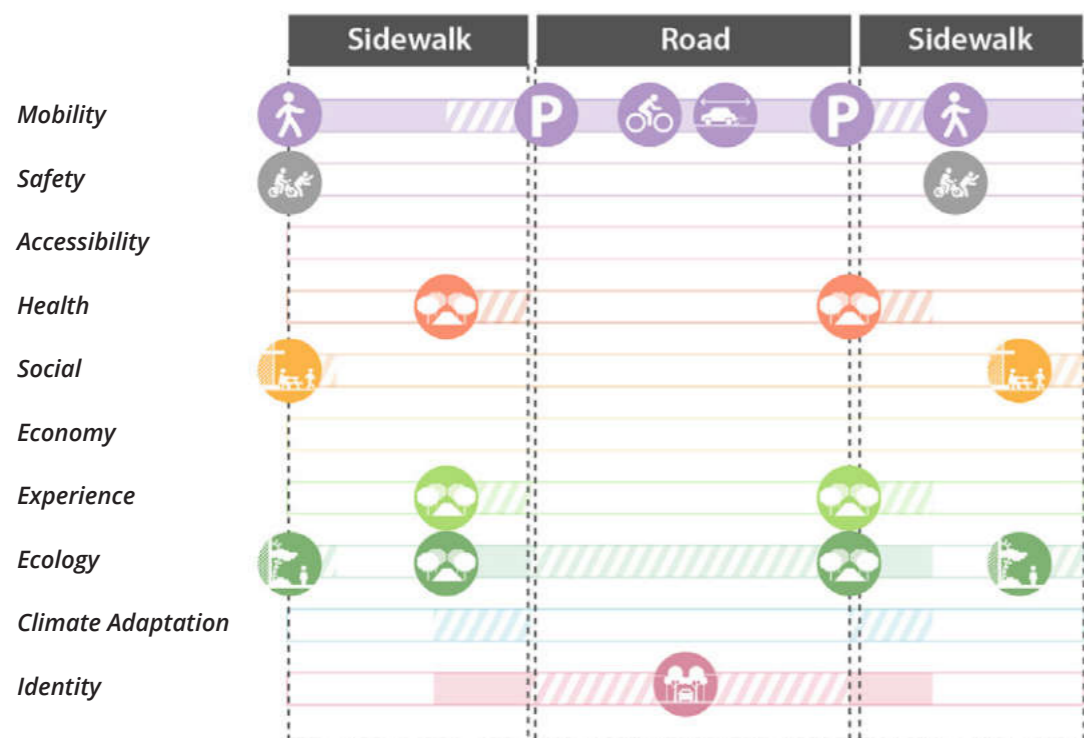 Sidewalk Road Sidewalk
Mobility P P
Safety
Accessibility
Health
Social
Economy
Experience
Ecology
Climate Adaptation
Identity